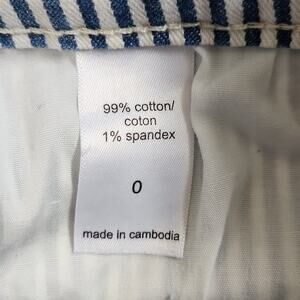 99% cotton/
coton
1% spandex
0
made in cambodia